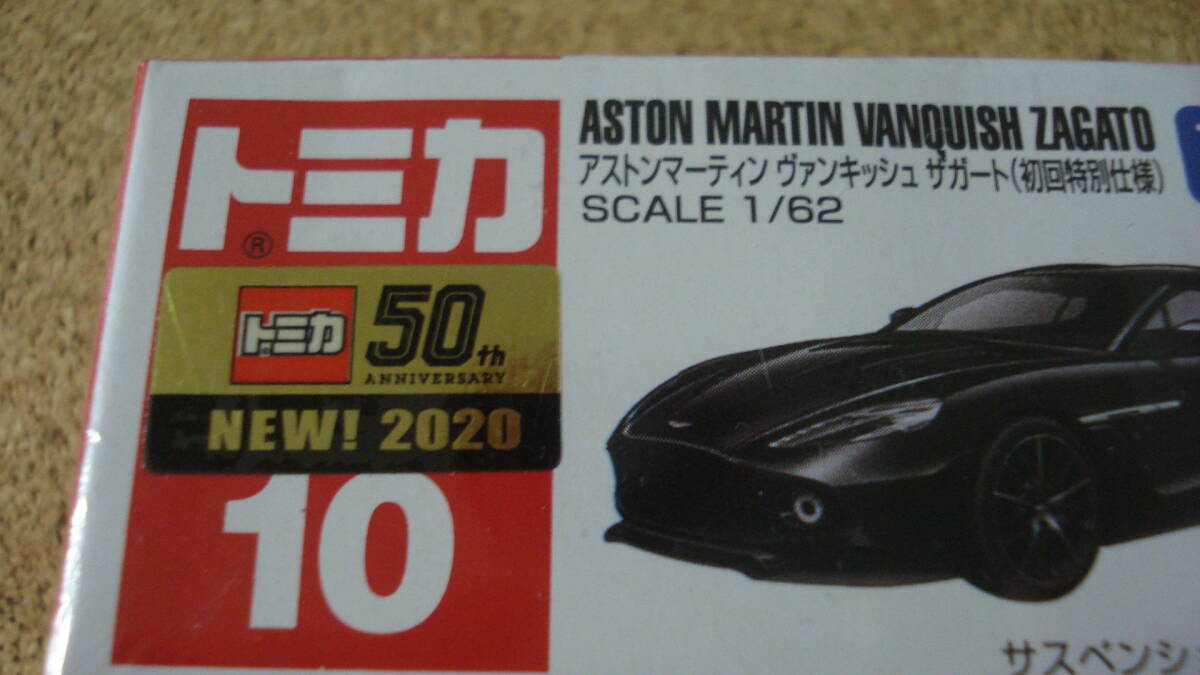 トミカ
®
トミカ
50th
ANNIVERSARY
NEW! 2020
10
ASTON MARTIN VANQUISH ZAGATO
アストンマーティン ヴァンキッシュ ザガート(初回特別仕様)
SCALE 1/62
サスペンシ